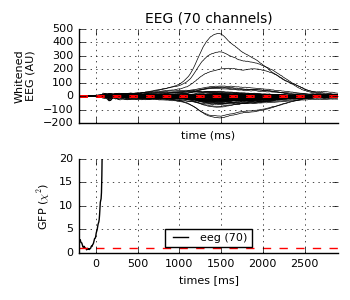 EEG (70 channels)
500
400
300
200
100
0
−100
−200
Whitened
EEG (AU)
time (ms)
20
15
10
5
0
GFP (χ²)
eeg (70)
0 500 1000 1500 2000 2500
times [ms]